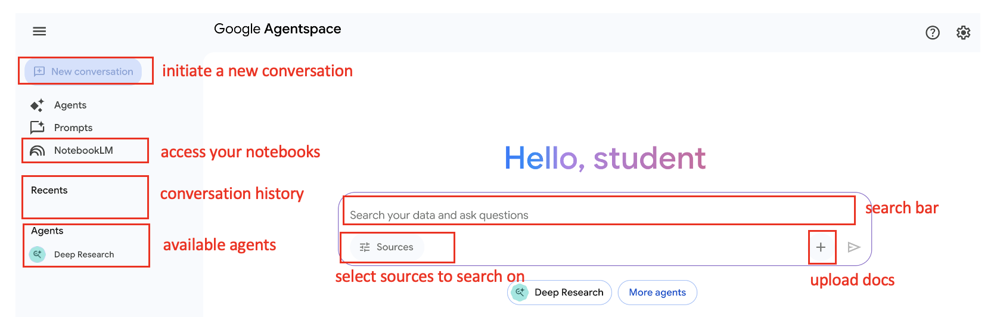 Google Agentspace
New conversation
initiate a new conversation
Agents
Prompts
NotebookLM
access your notebooks
Hello, student
Recents
conversation history
Search your data and ask questions
search bar
Agents
available agents
Deep Research
Sources
select sources to search on
upload docs
Deep Research
More agents